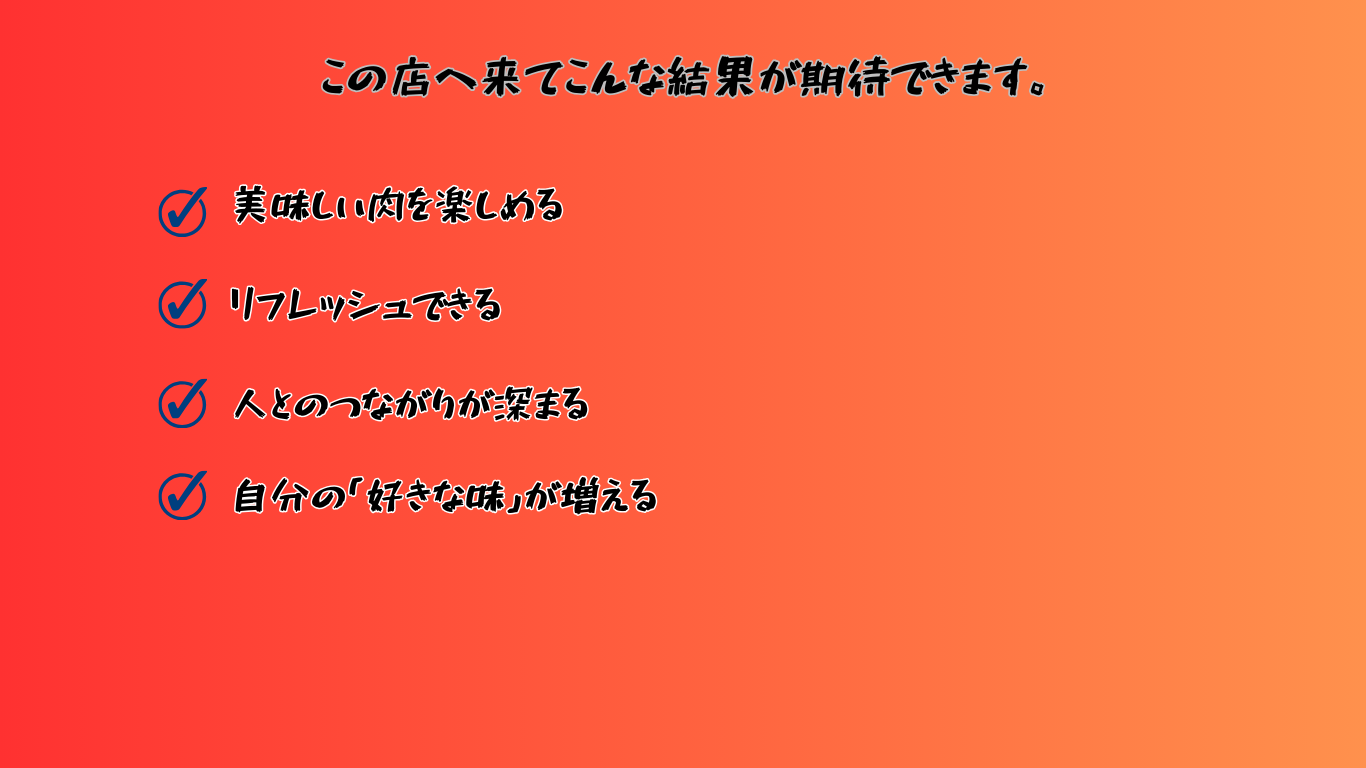 この店へ来てこんな結果が期待できます。
美味しい肉を楽しめる
リフレッシュできる
人とのつながりが深まる
自分の「好きな味」が増える